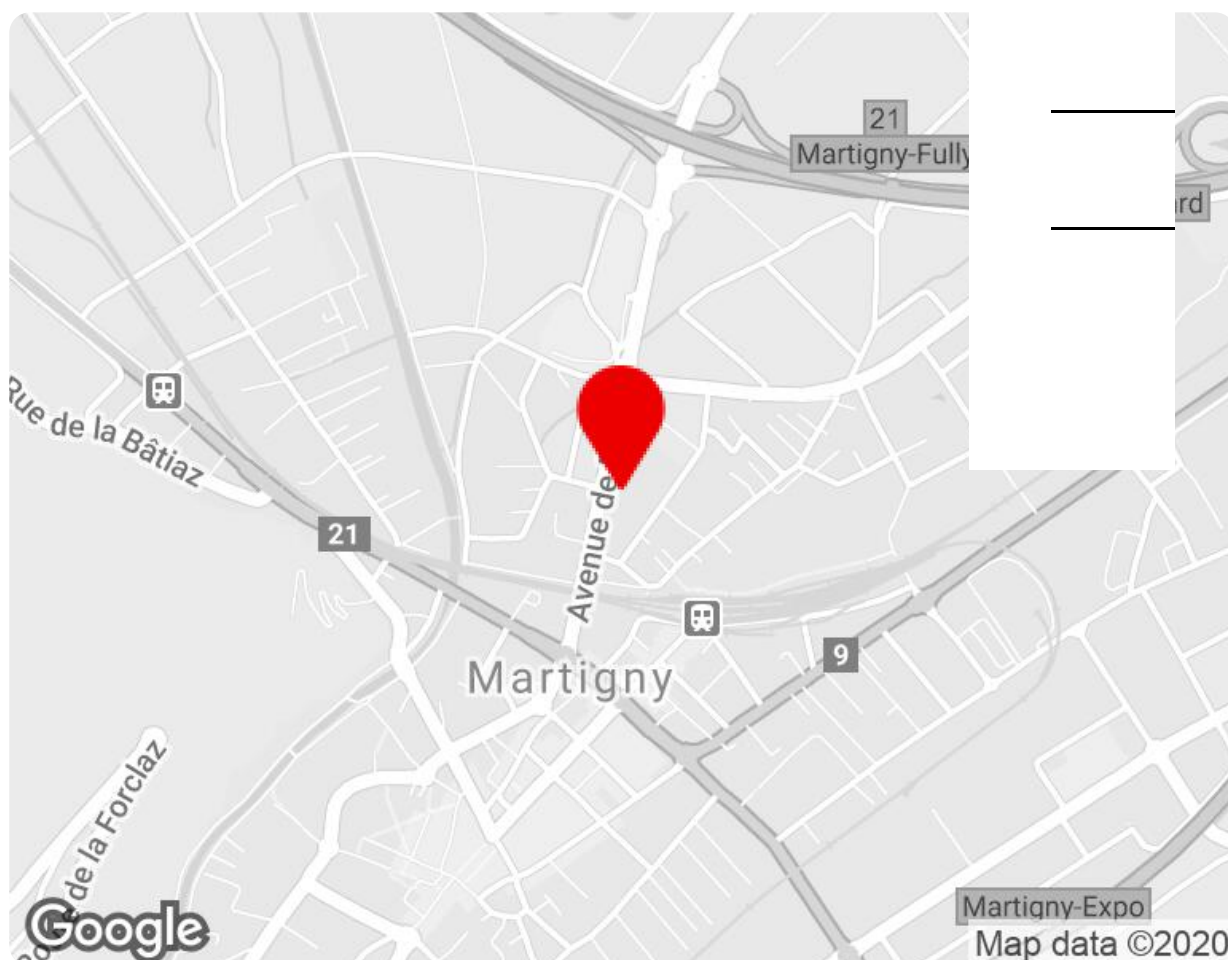 21
Martigny-Fully
Rue de la Bâtiaz
21
Avenue de
9
Martigny
de la Forclaz
Martigny-Expo
Google
Map data ©2020